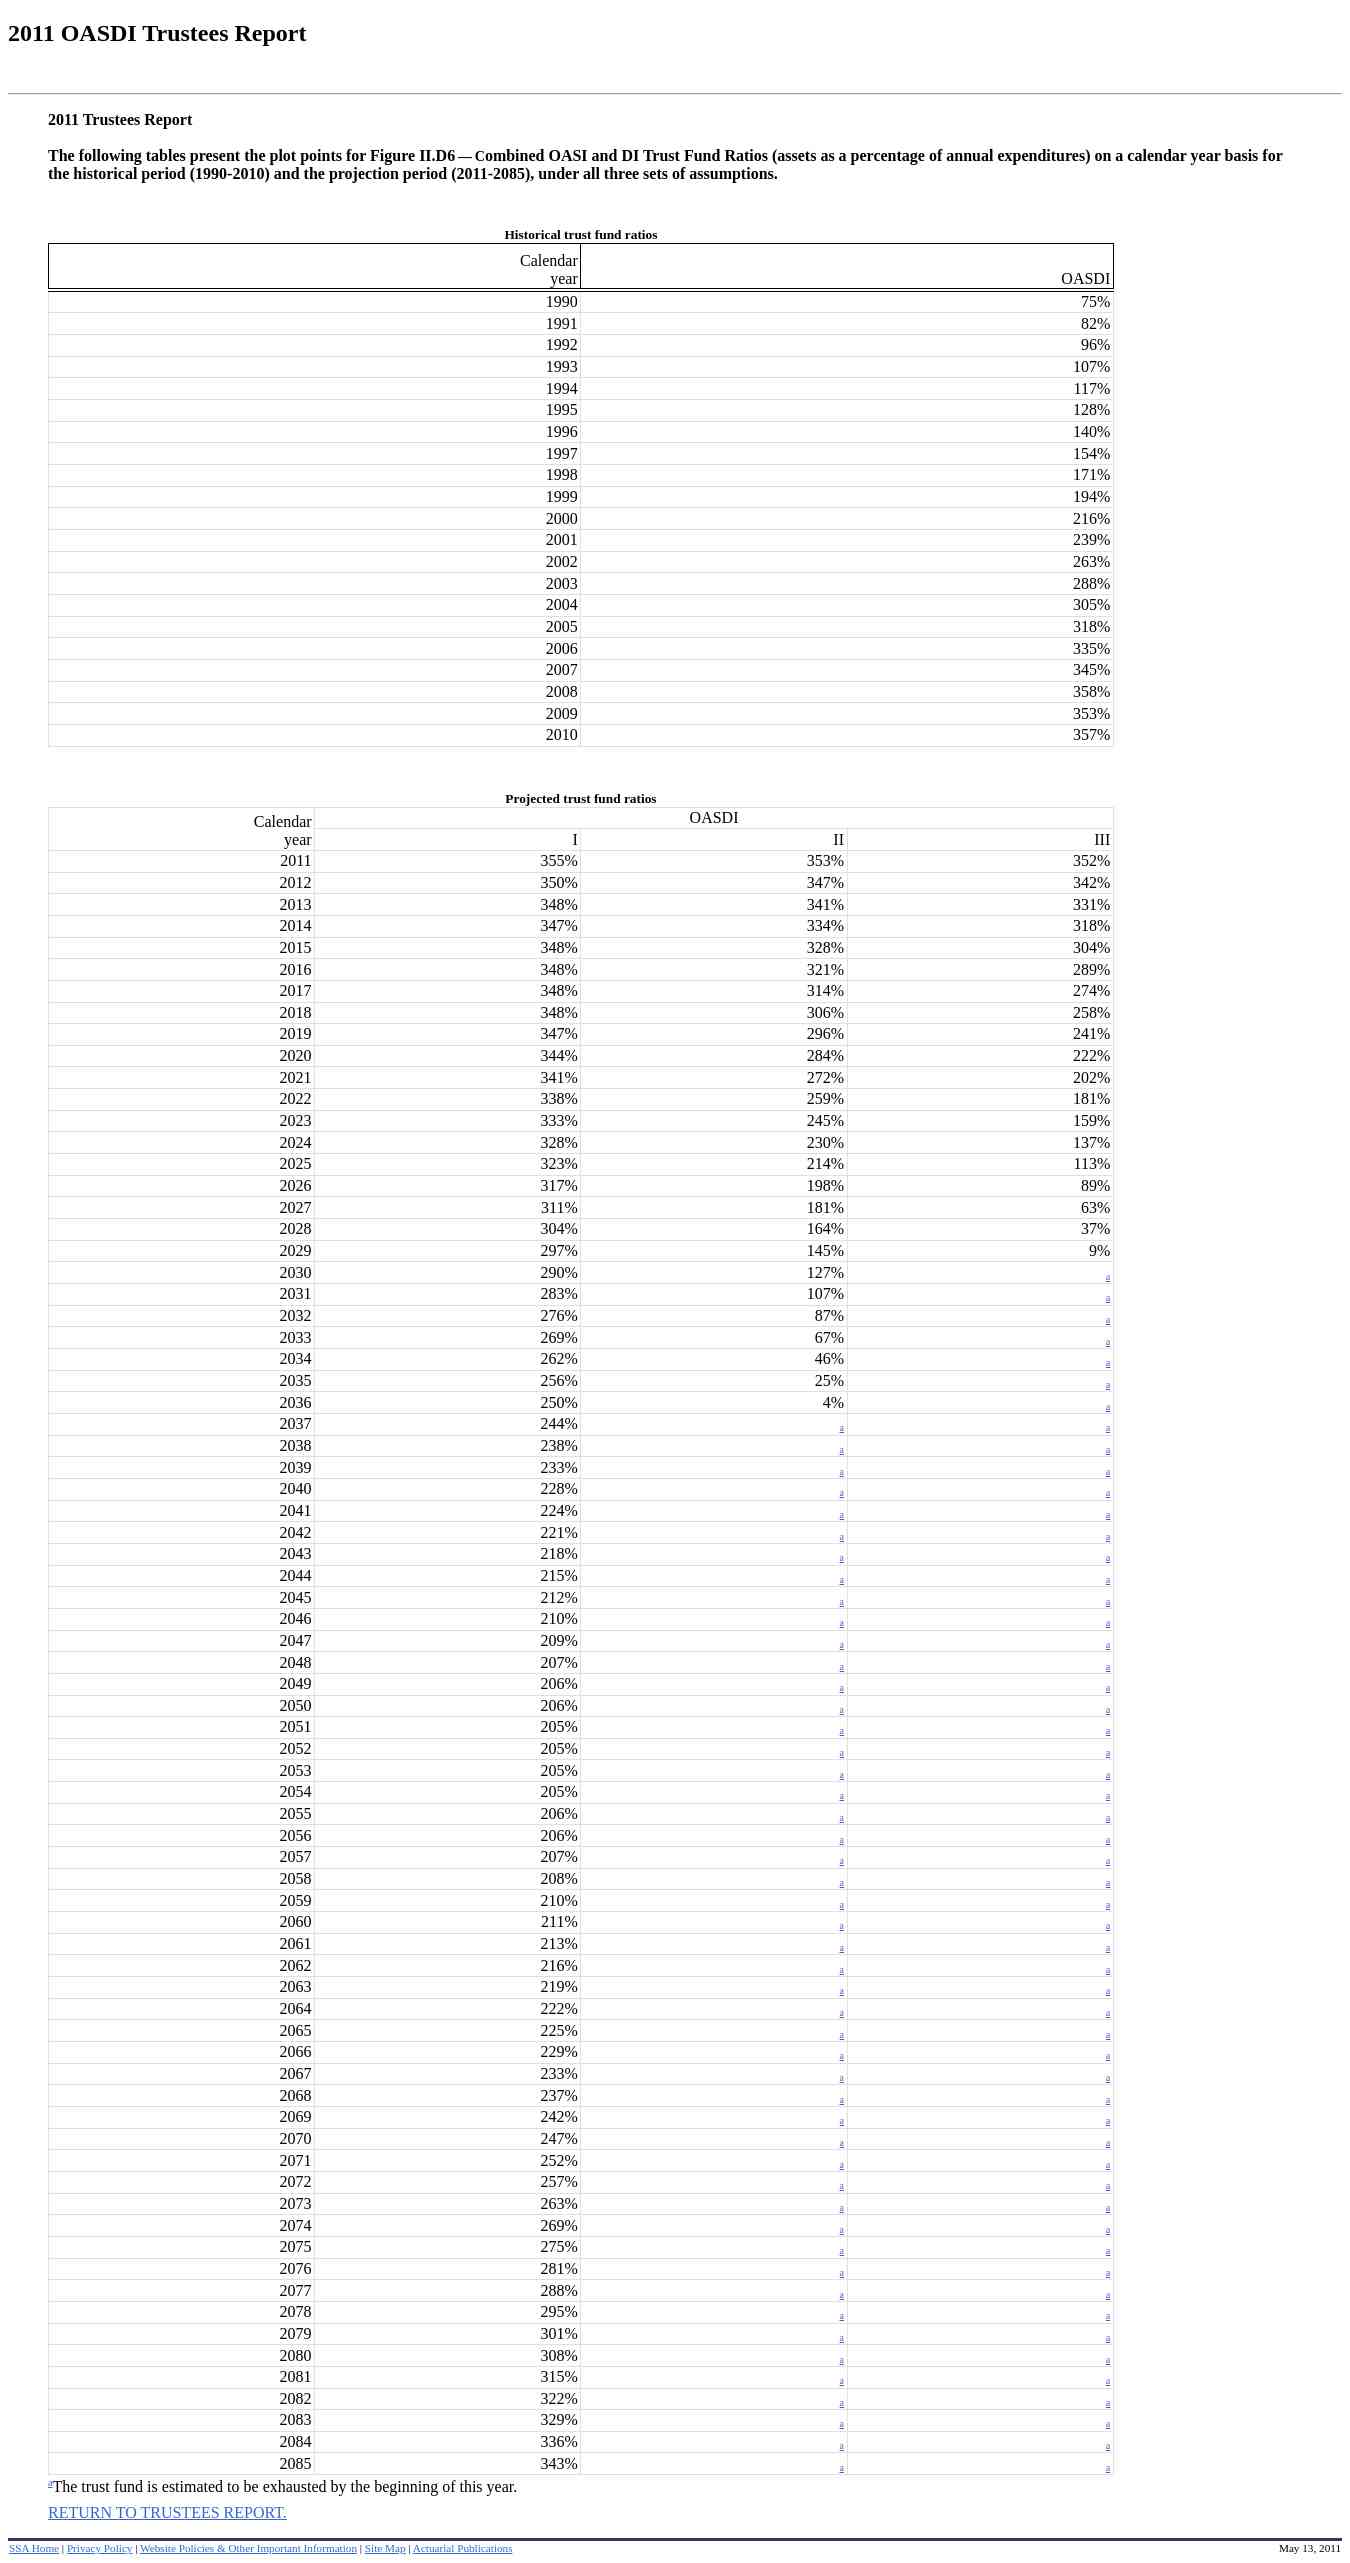 2011 OASDI Trustees Report
2011 Trustees Report
The following tables present the plot points for Figure II.D6 — Combined OASI and DI Trust Fund Ratios (assets as a percentage of annual expenditures) on a calendar year basis for
the historical period (1990-2010) and the projection period (2011-2085), under all three sets of assumptions.
Historical trust fund ratios
Calendar
year OASDI
1990 75%
1991 82%
1992 96%
1993 107%
1994 117%
1995 128%
1996 140%
1997 154%
1998 171%
1999 194%
2000 216%
2001 239%
2002 263%
2003 288%
2004 305%
2005 318%
2006 335%
2007 345%
2008 358%
2009 353%
2010 357%
Projected trust fund ratios
Calendar OASDI
year I II III
2011 355% 353% 352%
2012 350% 347% 342%
2013 348% 341% 331%
2014 347% 334% 318%
2015 348% 328% 304%
2016 348% 321% 289%
2017 348% 314% 274%
2018 348% 306% 258%
2019 347% 296% 241%
2020 344% 284% 222%
2021 341% 272% 202%
2022 338% 259% 181%
2023 333% 245% 159%
2024 328% 230% 137%
2025 323% 214% 113%
2026 317% 198% 89%
2027 311% 181% 63%
2028 304% 164% 37%
2029 297% 145% 9%
2030 290% 127% a
2031 283% 107% a
2032 276% 87% a
2033 269% 67% a
2034 262% 46% a
2035 256% 25% a
2036 250% 4% a
2037 244% a a
2038 238% a a
2039 233% a a
2040 228% a a
2041 224% a a
2042 221% a a
2043 218% a a
2044 215% a a
2045 212% a a
2046 210% a a
2047 209% a a
2048 207% a a
2049 206% a a
2050 206% a a
2051 205% a a
2052 205% a a
2053 205% a a
2054 205% a a
2055 206% a a
2056 206% a a
2057 207% a a
2058 208% a a
2059 210% a a
2060 211% a a
2061 213% a a
2062 216% a a
2063 219% a a
2064 222% a a
2065 225% a a
2066 229% a a
2067 233% a a
2068 237% a a
2069 242% a a
2070 247% a a
2071 252% a a
2072 257% a a
2073 263% a a
2074 269% a a
2075 275% a a
2076 281% a a
2077 288% a a
2078 295% a a
2079 301% a a
2080 308% a a
2081 315% a a
2082 322% a a
2083 329% a a
2084 336% a a
2085 343% a a
aThe trust fund is estimated to be exhausted by the beginning of this year.
RETURN TO TRUSTEES REPORT.
SSA Home | Privacy Policy | Website Policies & Other Important Information | Site Map | Actuarial Publications May 13, 2011